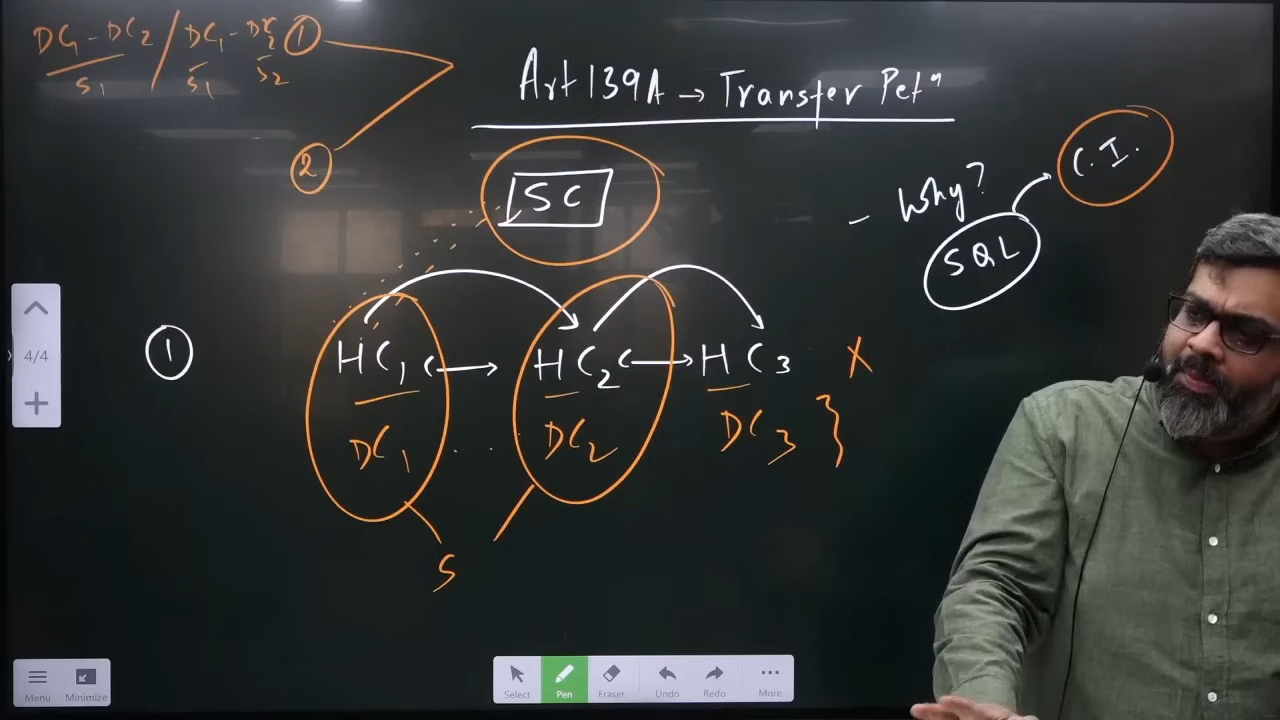 DC₁ - DC₂ / DC₁ - DC₂ ①
S₁ S₁ S₂
②
Art 139A → Transfer Petⁿ
SC
- Why?
SQL
C.I.
①
HC₁ → HC₂ → HC₃ X
DC₁ . . DC₂ DC₃ }
S
4/4
Menu
Minimize
Select
Pen
Eraser
Undo
Redo
More